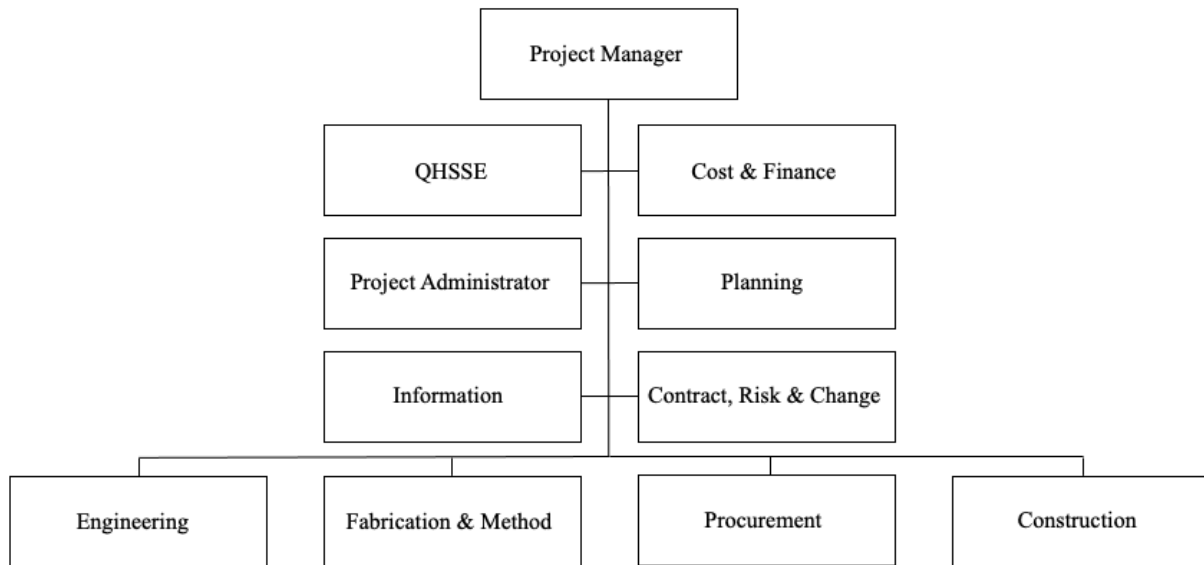 Project Manager
QHSSE
Cost & Finance
Project Administrator
Planning
Information
Contract, Risk & Change
Engineering
Fabrication & Method
Procurement
Construction